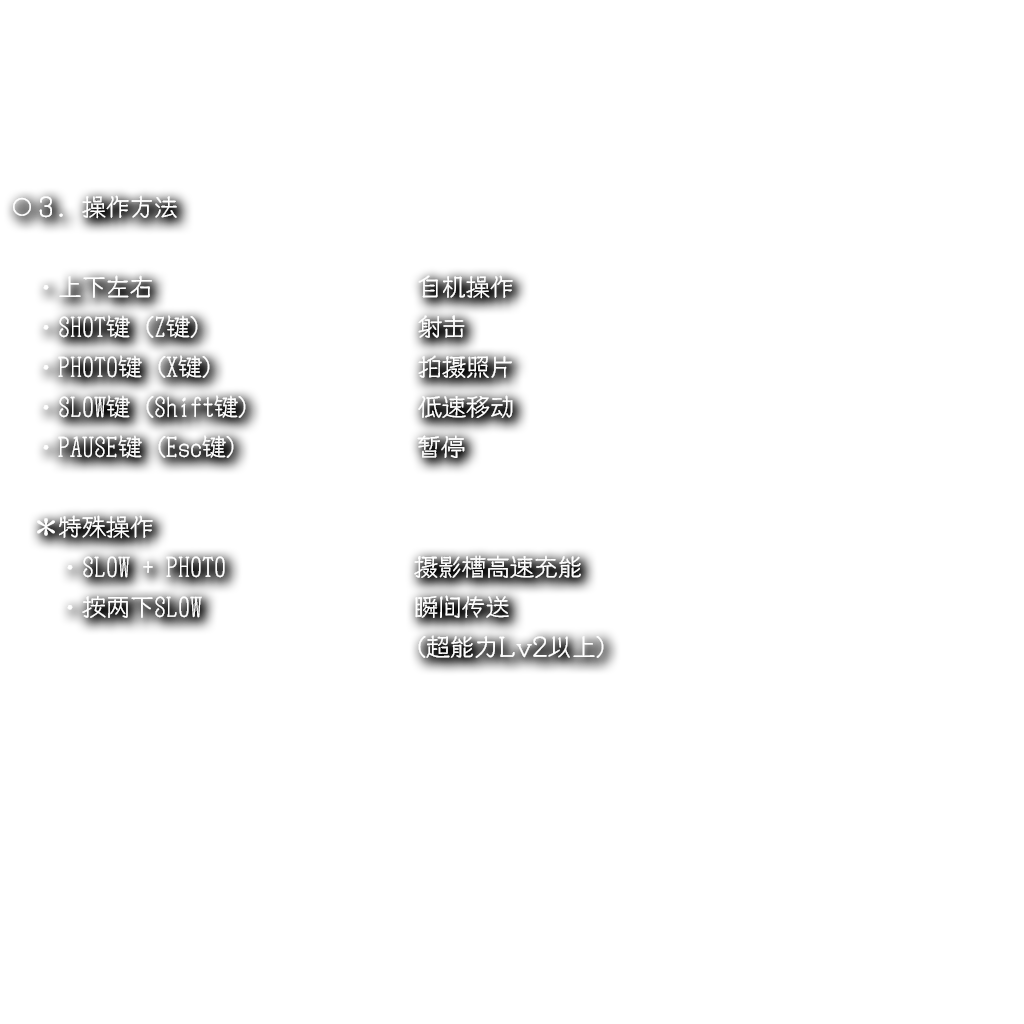 ○3. 操作方法
・上下左右 自机操作
・SHOT键 (Z键) 射击
・PHOTO键 (X键) 拍摄照片
・SLOW键 (Shift键) 低速移动
・PAUSE键 (Esc键) 暂停
＊特殊操作
・SLOW + PHOTO 摄影槽高速充能
・按两下SLOW 瞬间传送
(超能力Lv2以上)